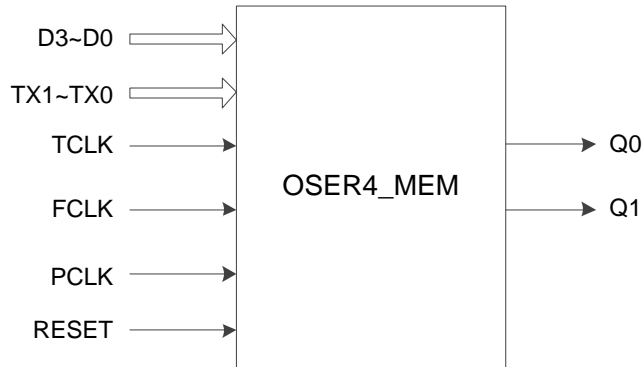 D3~D0
TX1~TX0
TCLK
FCLK
PCLK
RESET
OSER4_MEM
Q0
Q1